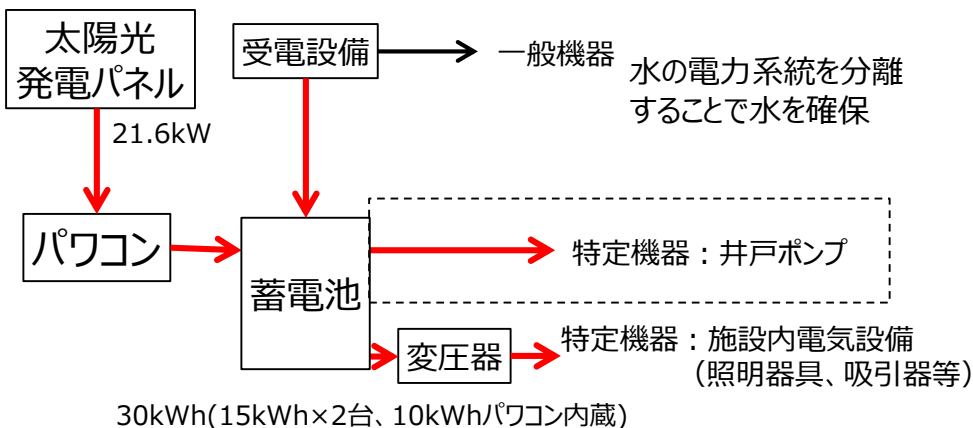 太陽光
発電パネル
受電設備
一般機器
水の電力系統を分離
することで水を確保
21.6kW
パワコン
蓄電池
特定機器：井戸ポンプ
変圧器
特定機器：施設内電気設備
（照明器具、吸引器等）
30kWh(15kWh×2台、10kWhパワコン内蔵)